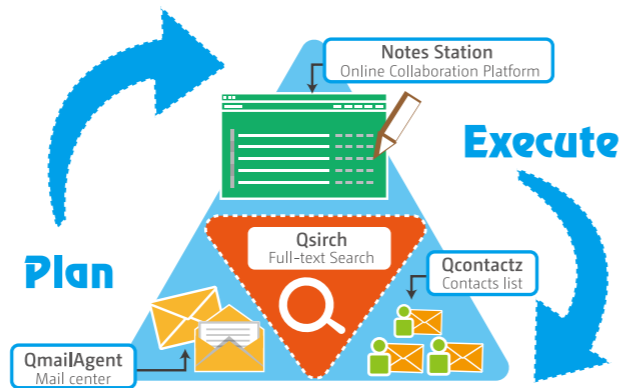 Notes Station
Online Collaboration Platform
Execute
Qsirch
Full-text Search
Qcontactz
Contacts list
Plan
QmailAgent
Mail center